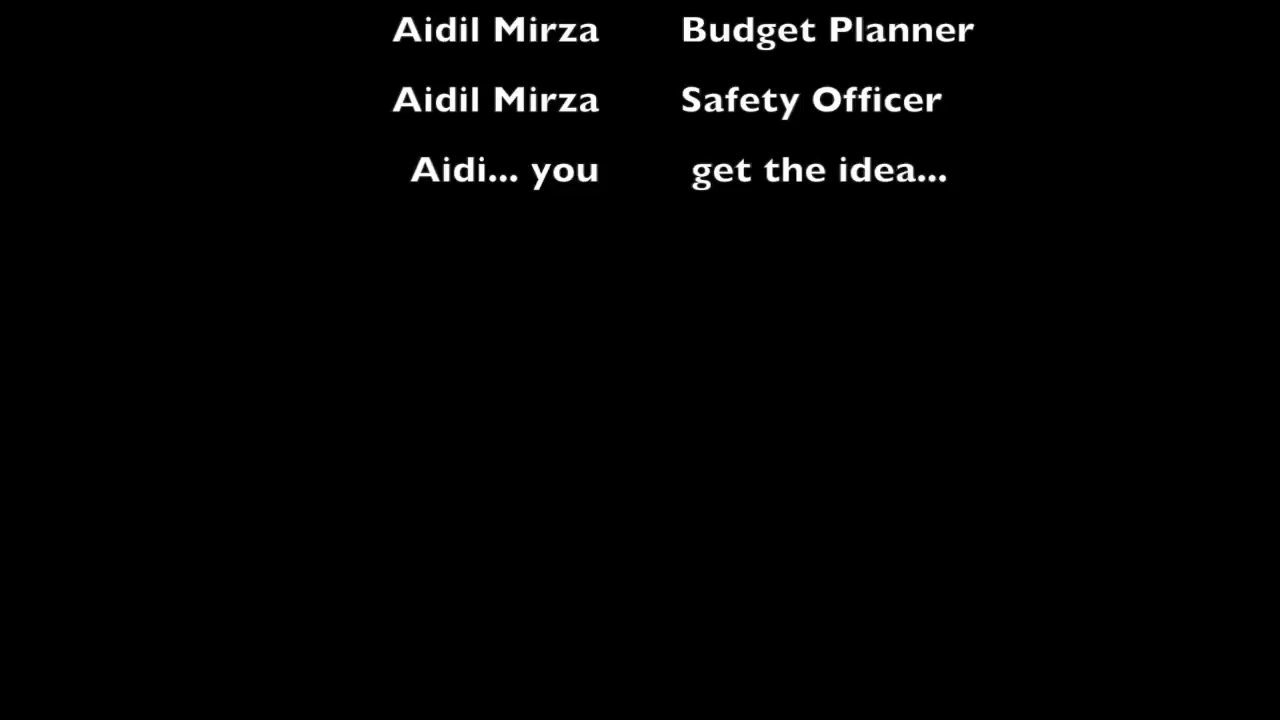 Aidil Mirza Budget Planner
Aidil Mirza Safety Officer
Aidi... you get the idea...